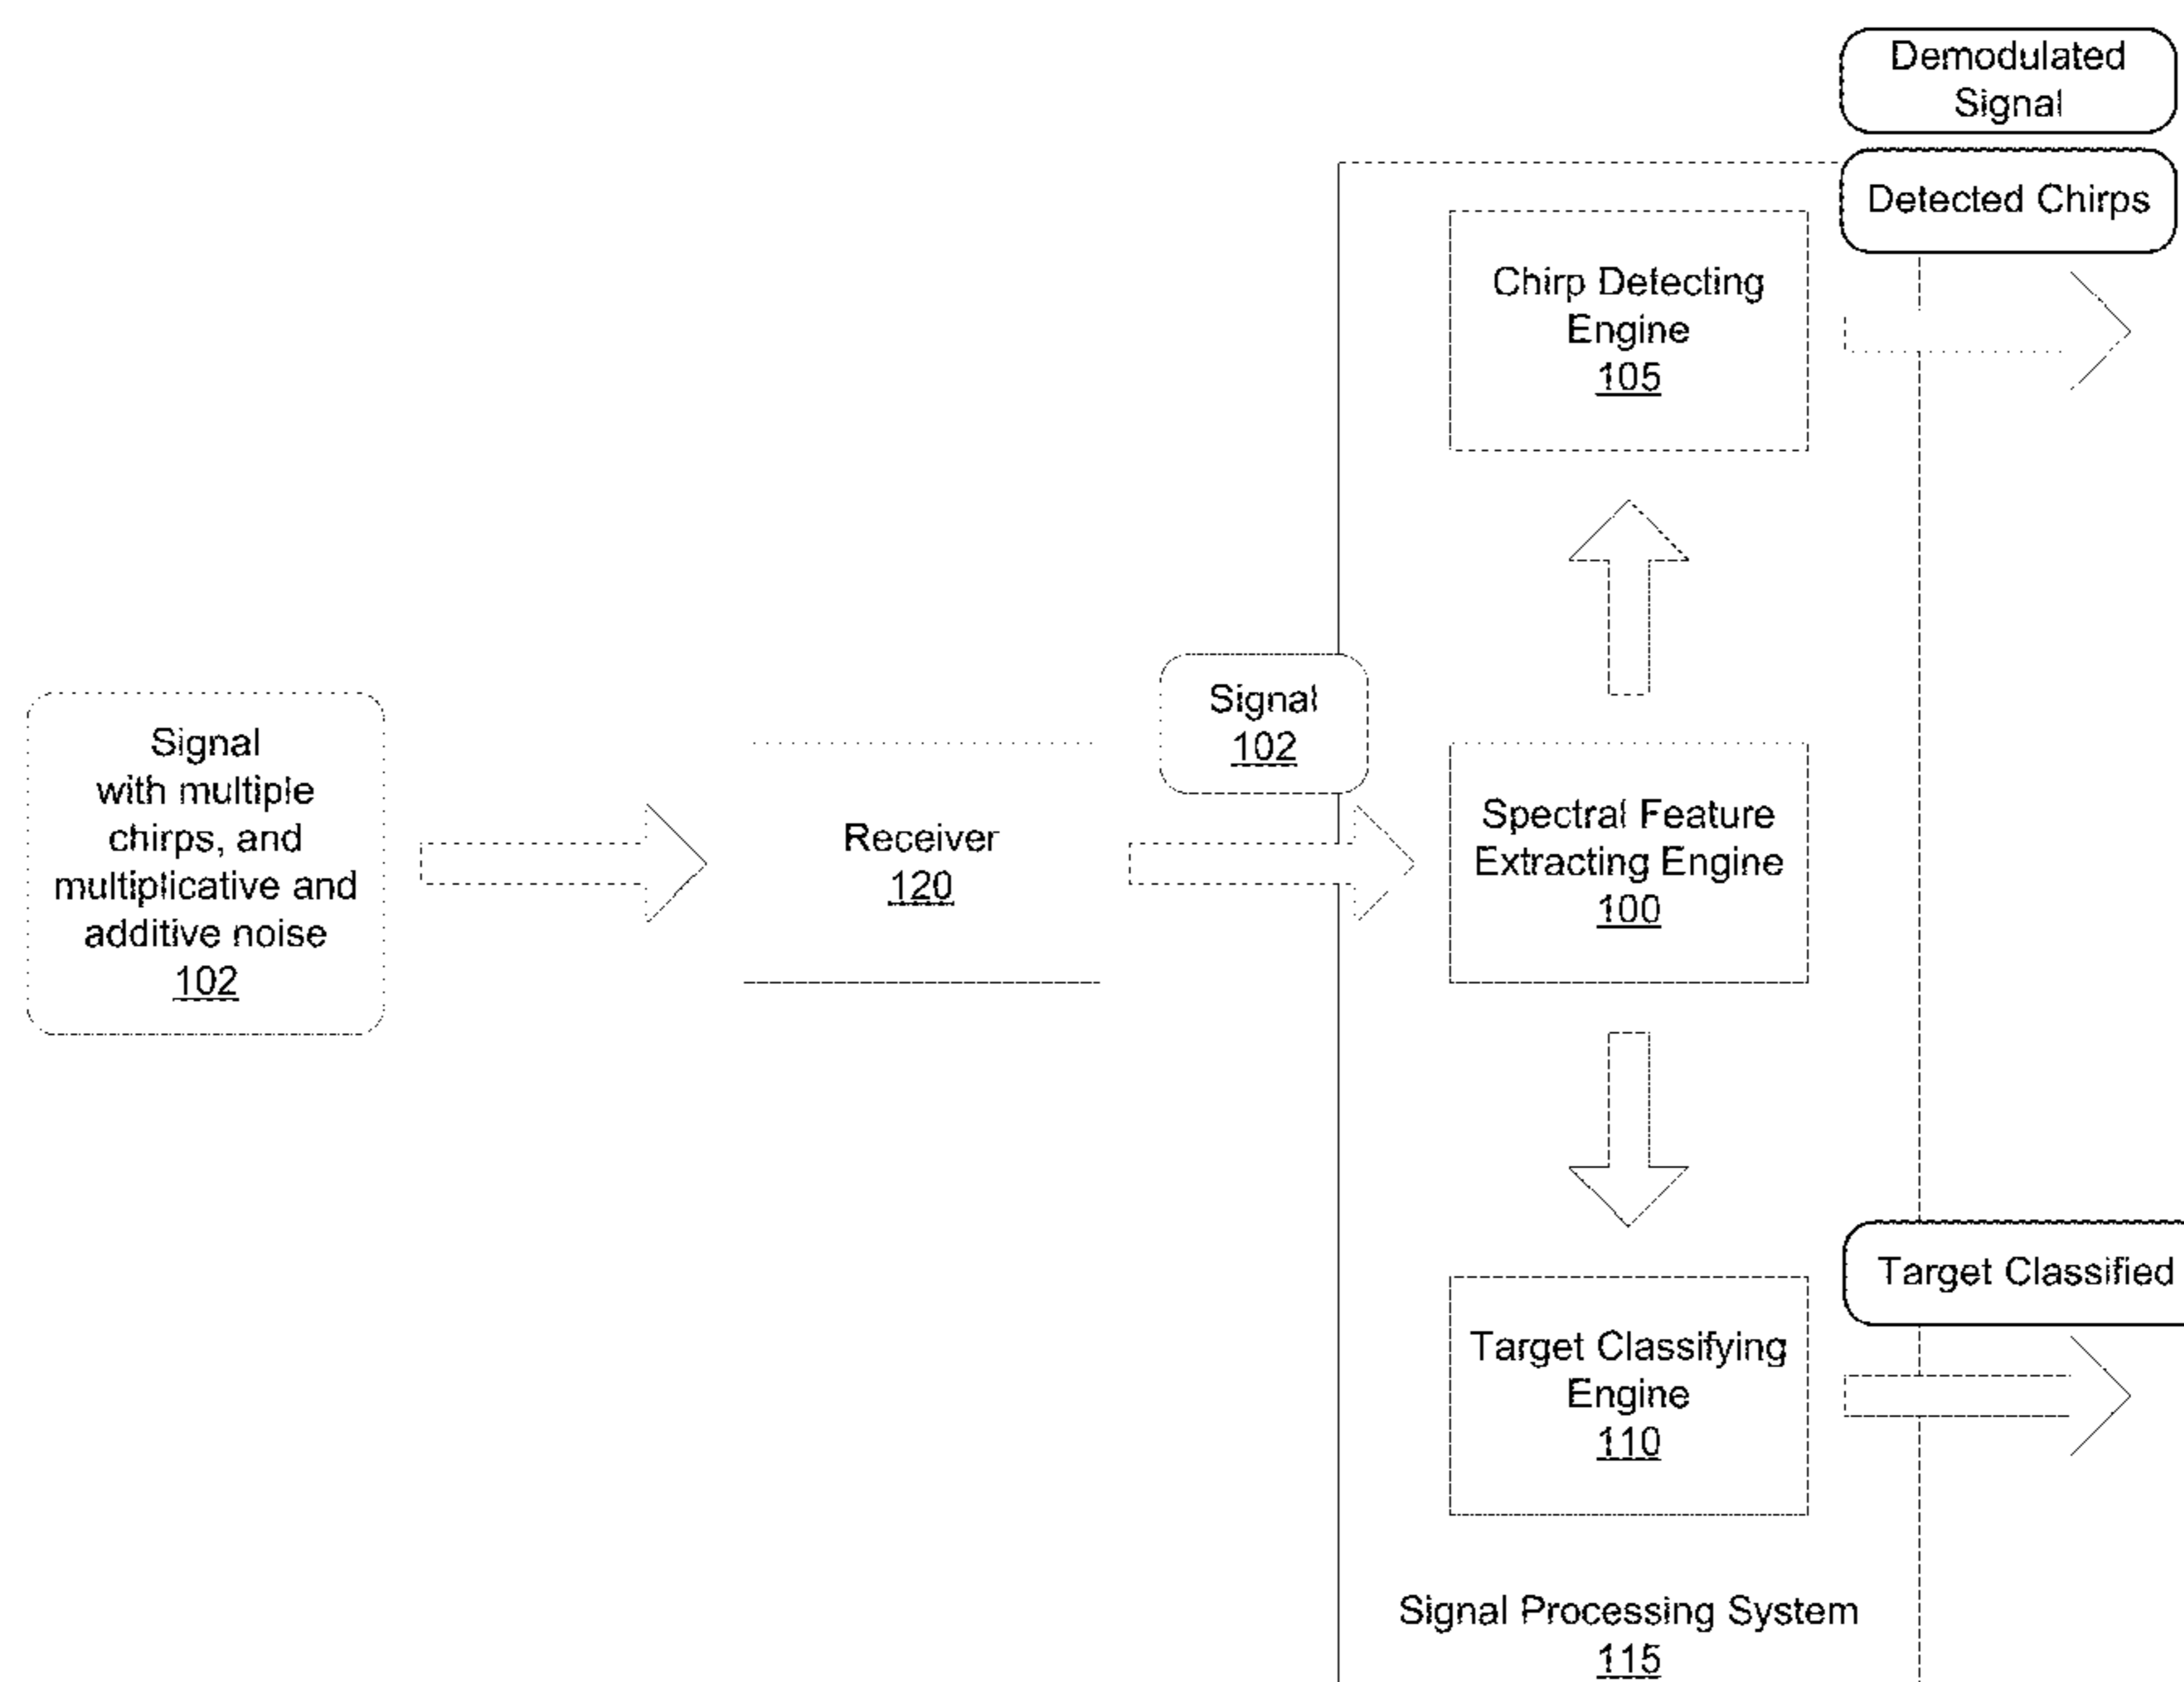 Demodulated
Signal
Detected Chirps
Chirp Detecting
Engine
105
Signal
with multiple
chirps, and
multiplicative and
additive noise
102
Receiver
120
Signal
102
Spectral Feature
Extracting Engine
100
Target Classified
Target Classifying
Engine
110
Signal Processing System
115